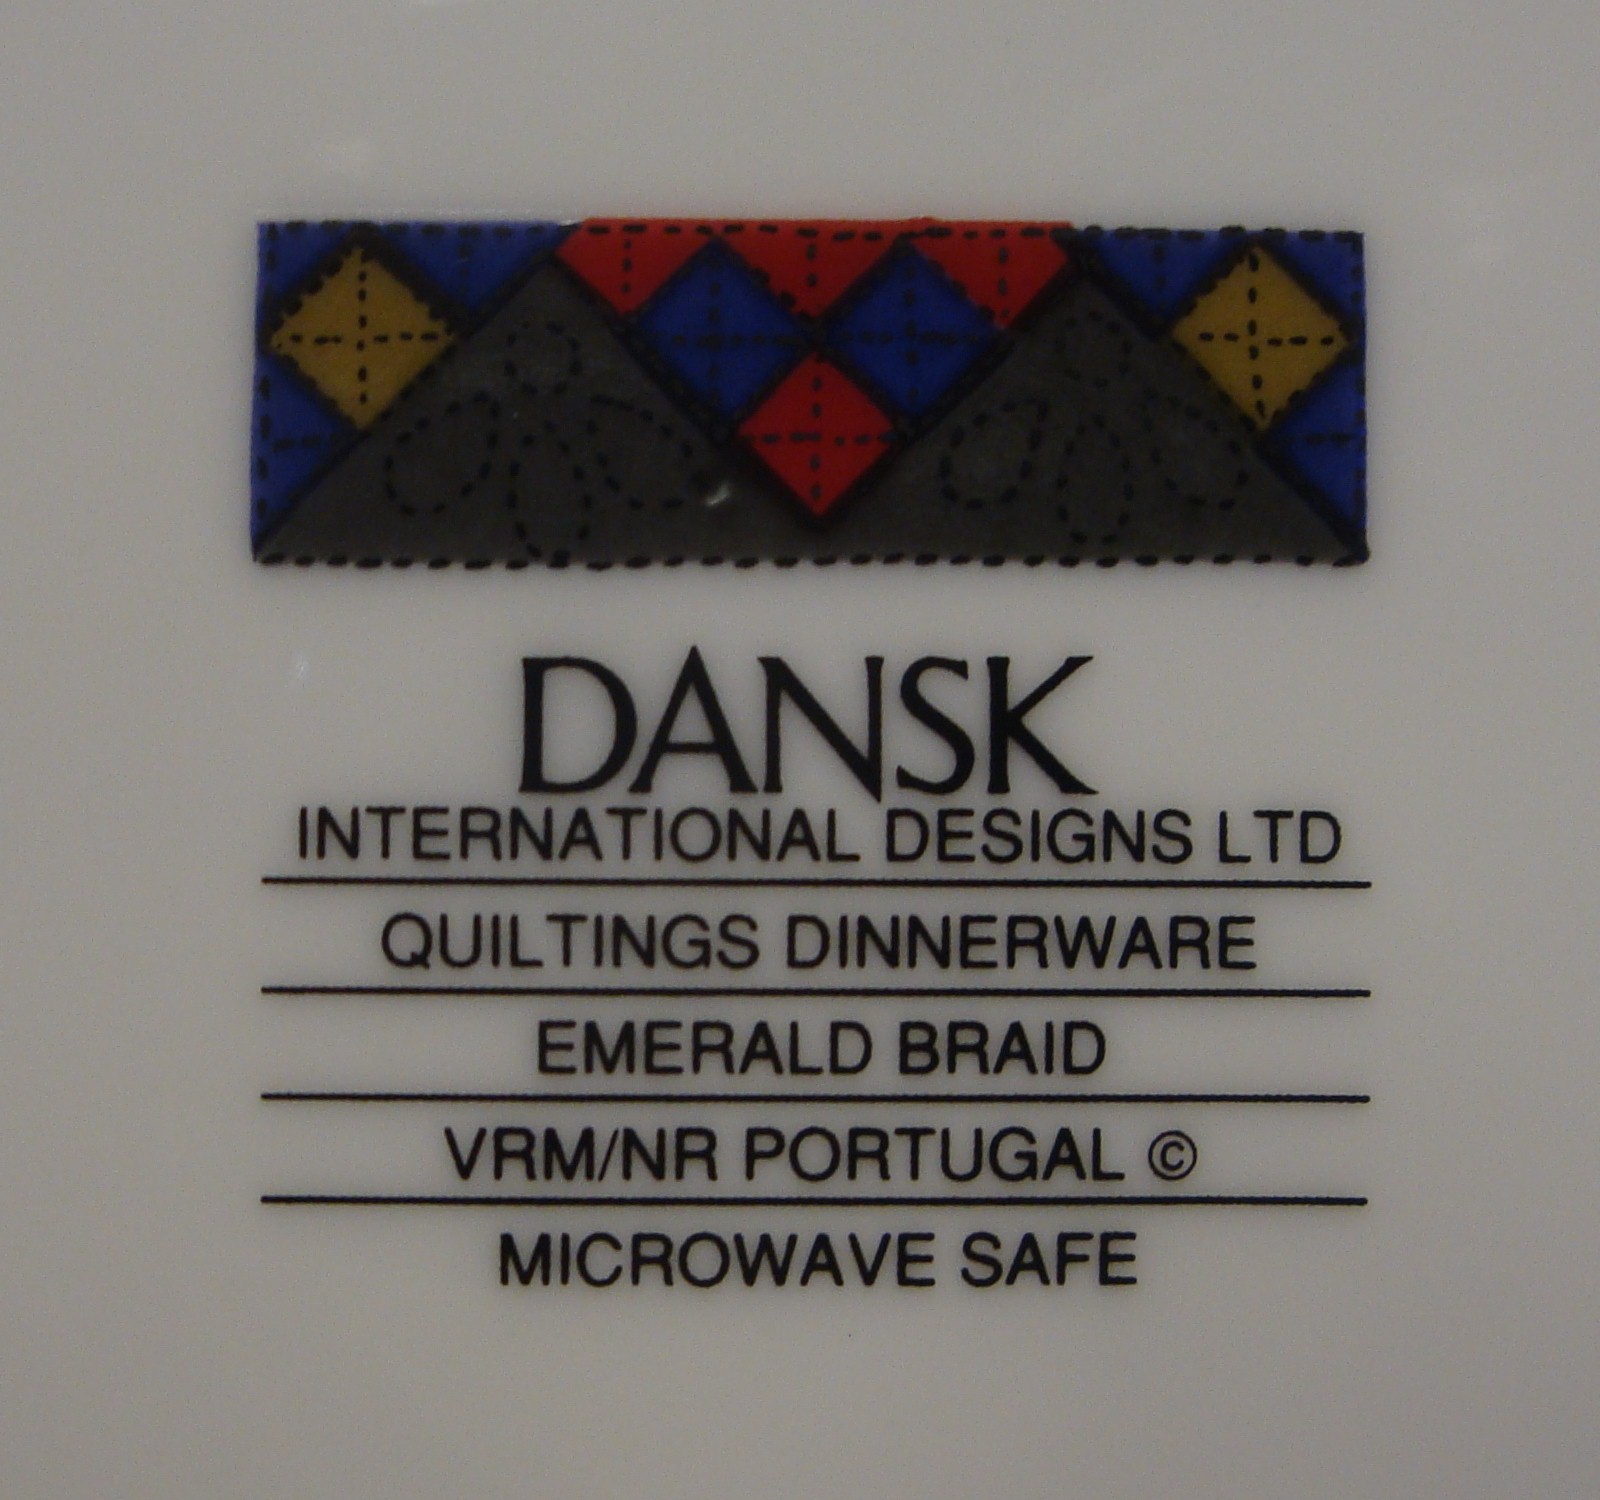 DANSK
INTERNATIONAL DESIGNS LTD
QUILTINGS DINNERWARE
EMERALD BRAID
VRM/NR PORTUGAL ©
MICROWAVE SAFE